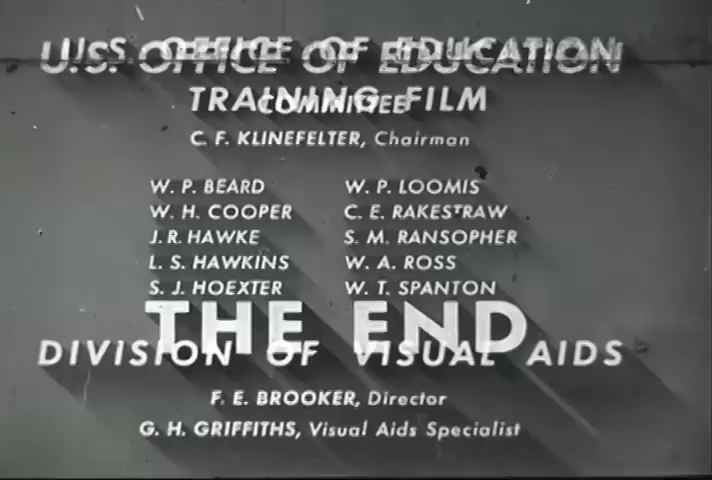 U.S. OFFICE OF EDUCATION
TRAINING FILM
COMMITTEE
C. F. KLINEFELTER, Chairman
W. P. BEARD W. P. LOOMIS
W. H. COOPER C. E. RAKESTRAW
J. R. HAWKE S. M. RANSOPHER
L. S. HAWKINS W. A. ROSS
S. J. HOEXTER W. T. SPANTON
THE END
DIVISION OF VISUAL AIDS
F. E. BROOKER, Director
G. H. GRIFFITHS, Visual Aids Specialist